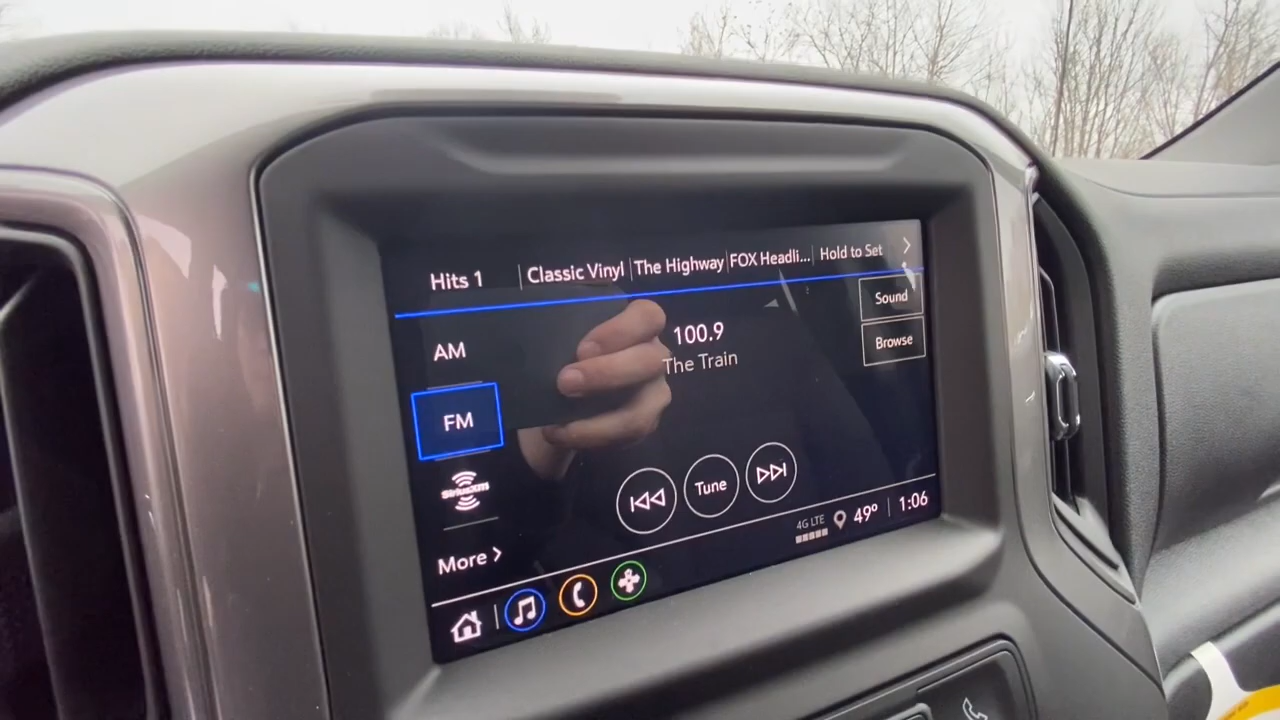 Hits 1 Classic Vinyl The Highway FOX Headli... Hold to Set
Sound
AM 100.9
The Train Browse
FM
SiriusXM
Tune
More
4G LTE 49° 1:06